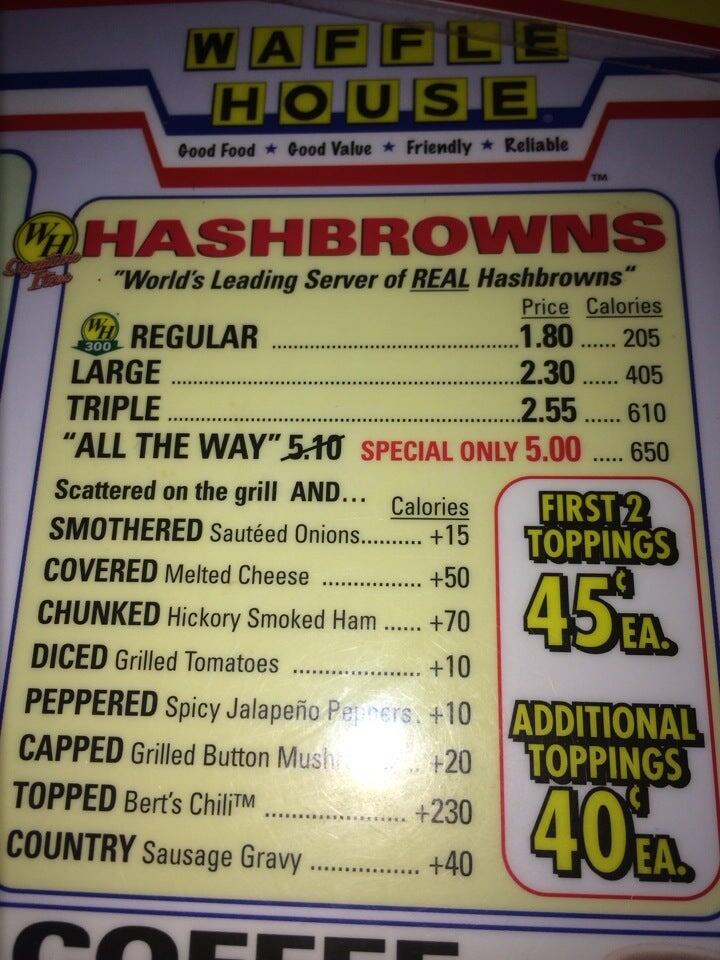 WAFFLE
HOUSE
Good Food ★ Good Value ★ Friendly ★ Reliable
TM
WH HASHBROWNS
"World's Leading Server of REAL Hashbrowns"
Price Calories
WH 300 REGULAR ........ 1.80 ...... 205
LARGE ........ 2.30 ...... 405
TRIPLE ........ 2.55 ...... 610
"ALL THE WAY" 5.10 SPECIAL ONLY 5.00 ..... 650
Scattered on the grill AND...
Calories
SMOTHERED Sautéed Onions.......... +15
COVERED Melted Cheese ................ +50
CHUNKED Hickory Smoked Ham ...... +70
DICED Grilled Tomatoes .................... +10
PEPPERED Spicy Jalapeño Peppers. +10
CAPPED Grilled Button .. +20
TOPPED Bert's Chili™ ...................... +230
COUNTRY Sausage Gravy ................. +40
FIRST 2
TOPPINGS
45¢ EA.
ADDITIONAL
TOPPINGS
40¢ EA.
COFFEE